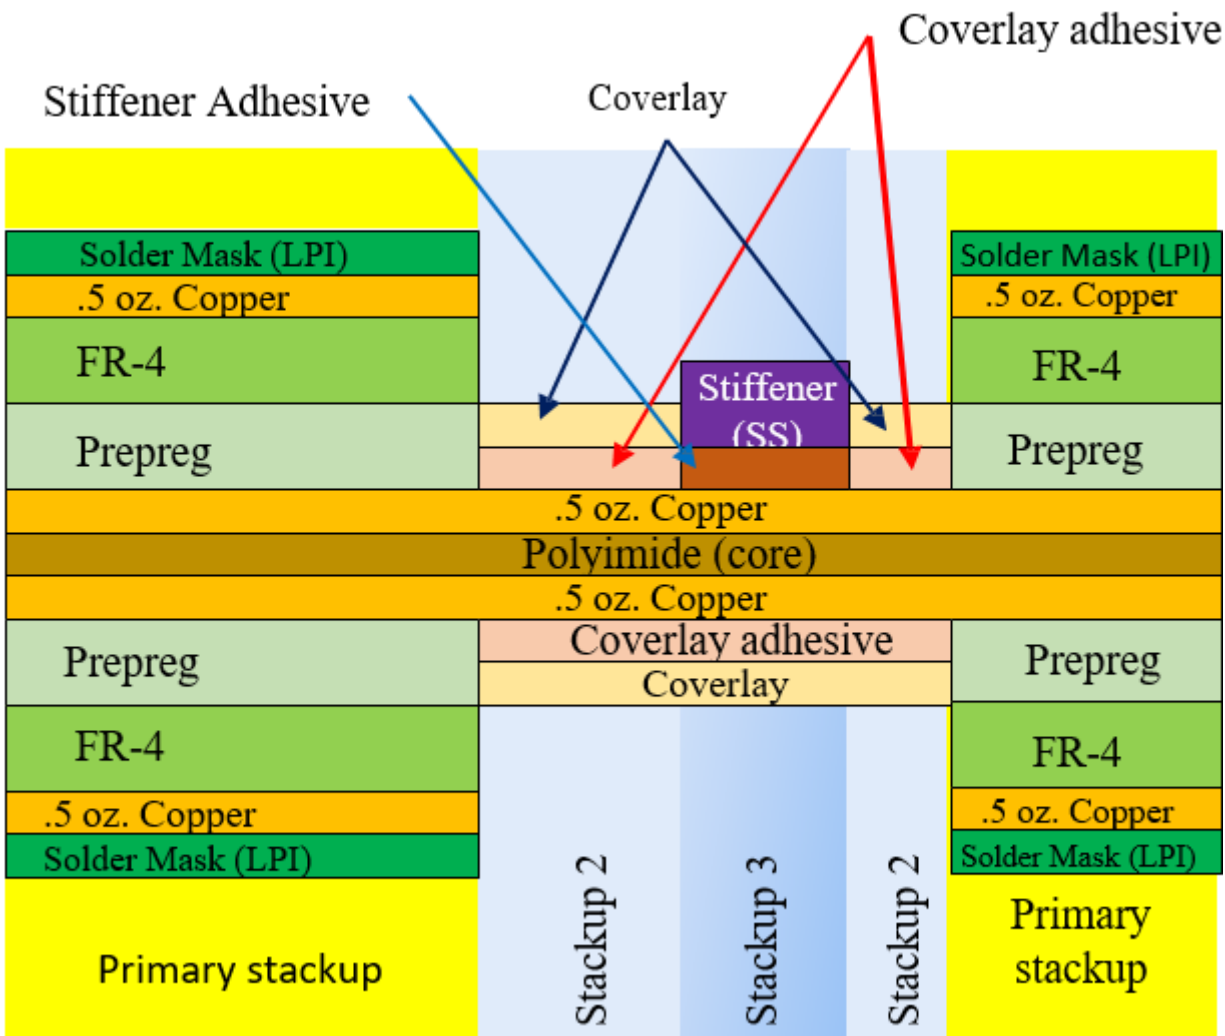 Coverlay adhesive
Stiffener Adhesive
Coverlay
Solder Mask (LPI)
Solder Mask (LPI)
.5 oz. Copper
.5 oz. Copper
FR-4
FR-4
Stiffener
(SS)
Prepreg
Prepreg
.5 oz. Copper
Polyimide (core)
.5 oz. Copper
Prepreg
Coverlay adhesive
Prepreg
Coverlay
FR-4
FR-4
.5 oz. Copper
.5 oz. Copper
Solder Mask (LPI)
Solder Mask (LPI)
Primary stackup
Stackup 2
Stackup 3
Stackup 2
Primary
stackup